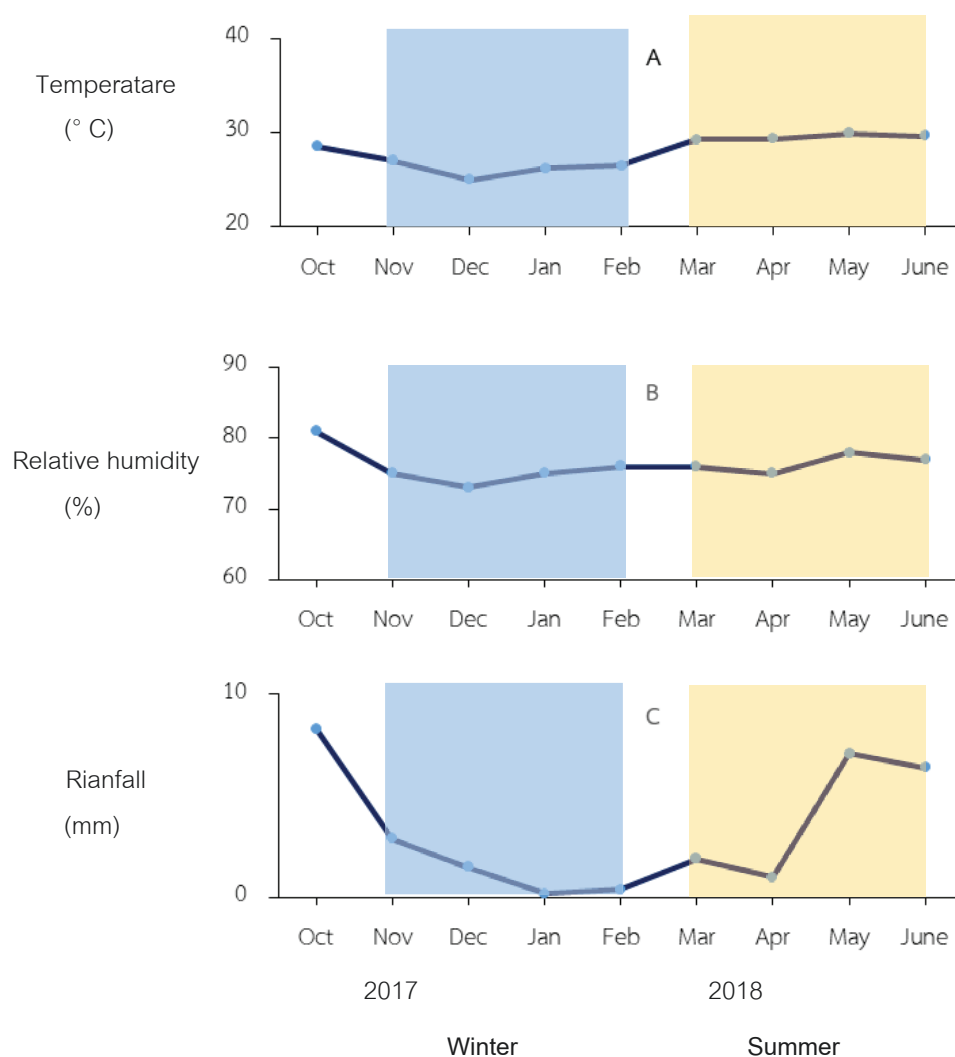 40
A
Temperatare
(° C)
30
20
Oct Nov Dec Jan Feb Mar Apr May June
90
B
80
Relative humidity
(%)
70
60
Oct Nov Dec Jan Feb Mar Apr May June
10
C
Rianfall
(mm)
0
Oct Nov Dec Jan Feb Mar Apr May June
2017 2018
Winter Summer